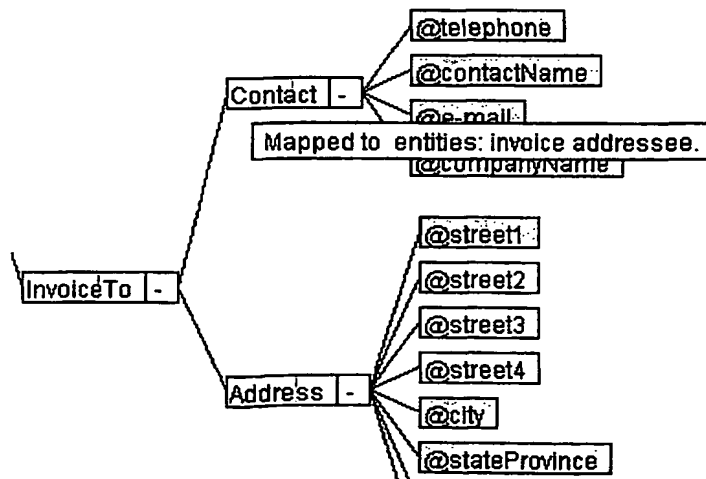 @telephone
@contactName
Contact -
@e-mail
Mapped to entities: invoice addressee.
@companyName
@street1
InvoiceTo -
@street2
@street3
@street4
Address -
@city
@stateProvince